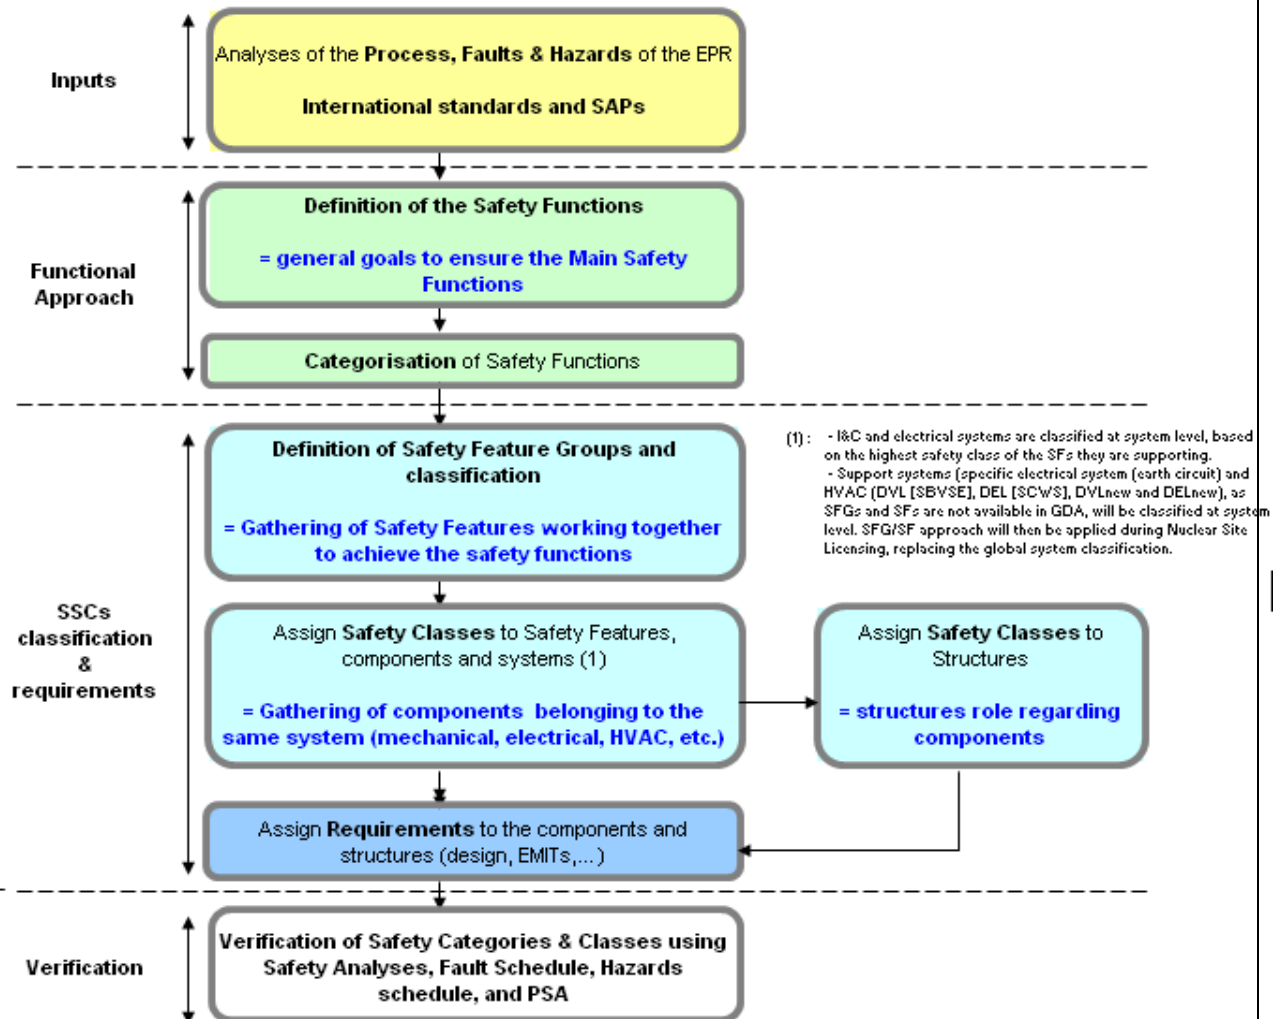 Inputs
Analyses of the Process, Faults & Hazards of the EPR
International standards and SAPs
Functional
Approach
Definition of the Safety Functions
= general goals to ensure the Main Safety
Functions
Categorisation of Safety Functions
SSCs
classification
&
requirements
Definition of Safety Feature Groups and
classification
= Gathering of Safety Features working together
to achieve the safety functions
(1) : - I&C and electrical systems are classified at system level, based
on the highest safety class of the SFs they are supporting.
- Support systems (specific electrical system (earth circuit) and
HVAC (DVL [SBVSE], DEL [SCWS], DVLnew and DELnew), as
SFGs and SFs are not available in GDA, will be classified at system
level. SFG/SF approach will then be applied during Nuclear Site
Licensing, replacing the global system classification.
Assign Safety Classes to Safety Features,
components and systems (1)
= Gathering of components belonging to the
same system (mechanical, electrical, HVAC, etc.)
Assign Safety Classes to
Structures
= structures role regarding
components
Assign Requirements to the components and
structures (design, EMITs,...)
Verification
Verification of Safety Categories & Classes using
Safety Analyses, Fault Schedule, Hazards
schedule, and PSA